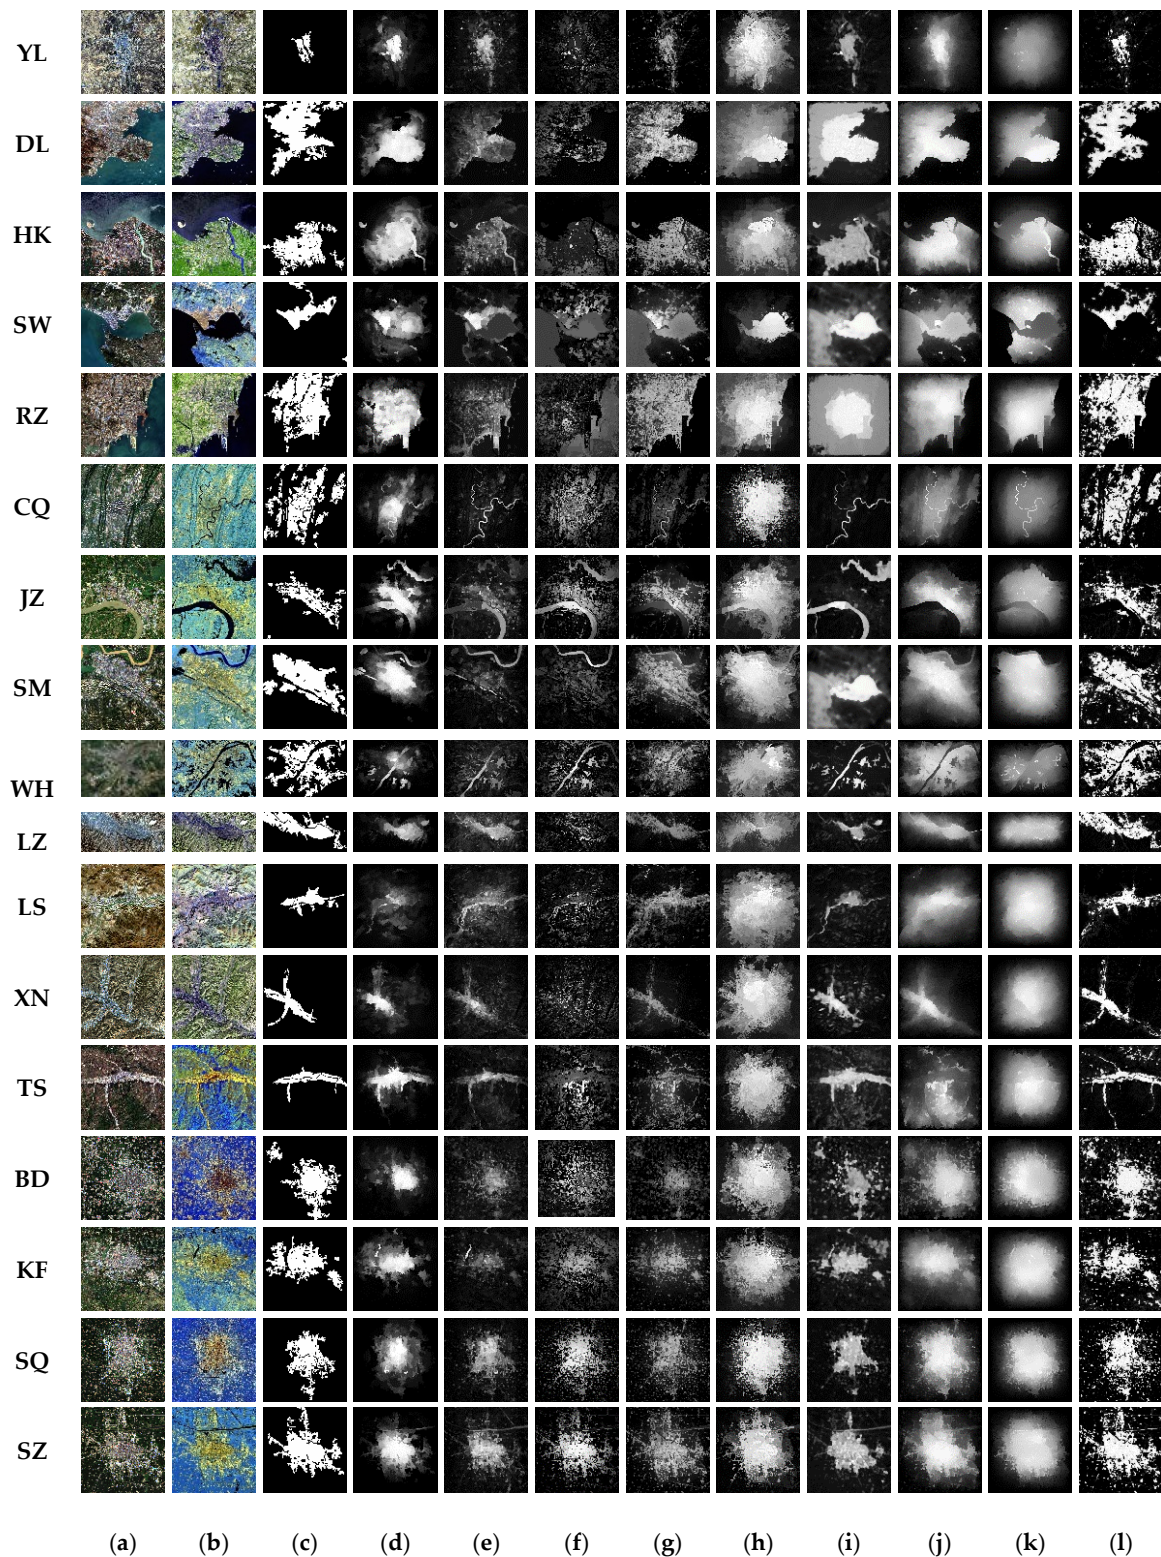 YL
DL
HK
SW
RZ
CQ
JZ
SM
WH
LZ
LS
XN
TS
BD
KF
SQ
SZ
(a) (b) (c) (d) (e) (f) (g) (h) (i) (j) (k) (l)